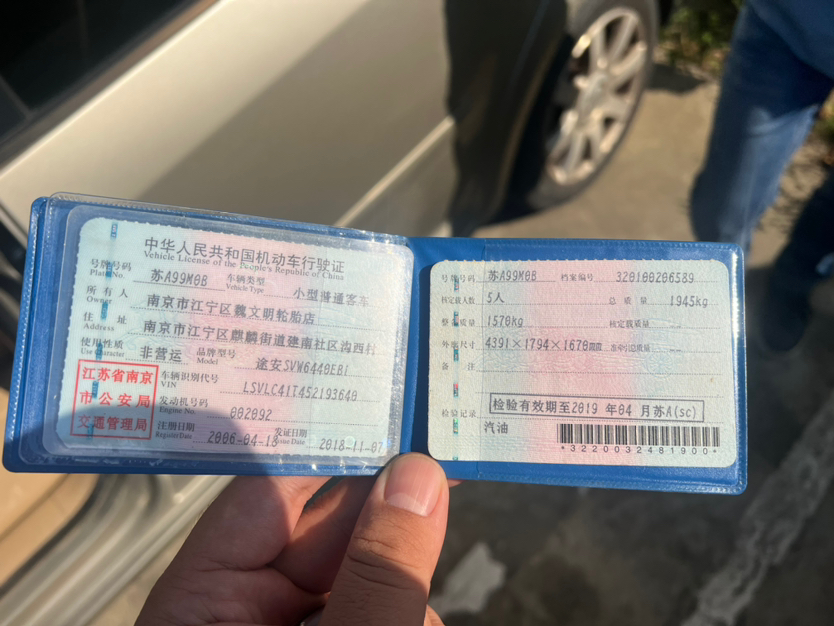 中华人民共和国机动车行驶证
Vehicle License of the People's Republic of China
号牌号码 苏A99M0B 车辆类型 小型普通客车
Plate No. Vehicle Type
所有人 南京市江宁区魏文明轮胎店
Owner
住址 南京市江宁区麒麟街道建南社区沟西村
Address
使用性质 非营运 品牌型号 途安SVW6440EBI
Use Character Model
江苏省南京
市公安局
交通管理局
车辆识别代号 LSVLC41T452193640
VIN
发动机号码 002092
Engine No.
注册日期 2006-04-18 发证日期 2018-11-07
Register Date Issue Date
号牌号码 苏A99M0B 档案编号 320100206589
核定载人数 5人 总质量 1945kg
整备质量 1570kg 核定载质量 --
外廓尺寸 4391×1794×1670mm 准牵引总质量 --
备注
检验记录 检验有效期至2019 年04 月苏A(sc)
汽油
*3220032481900*